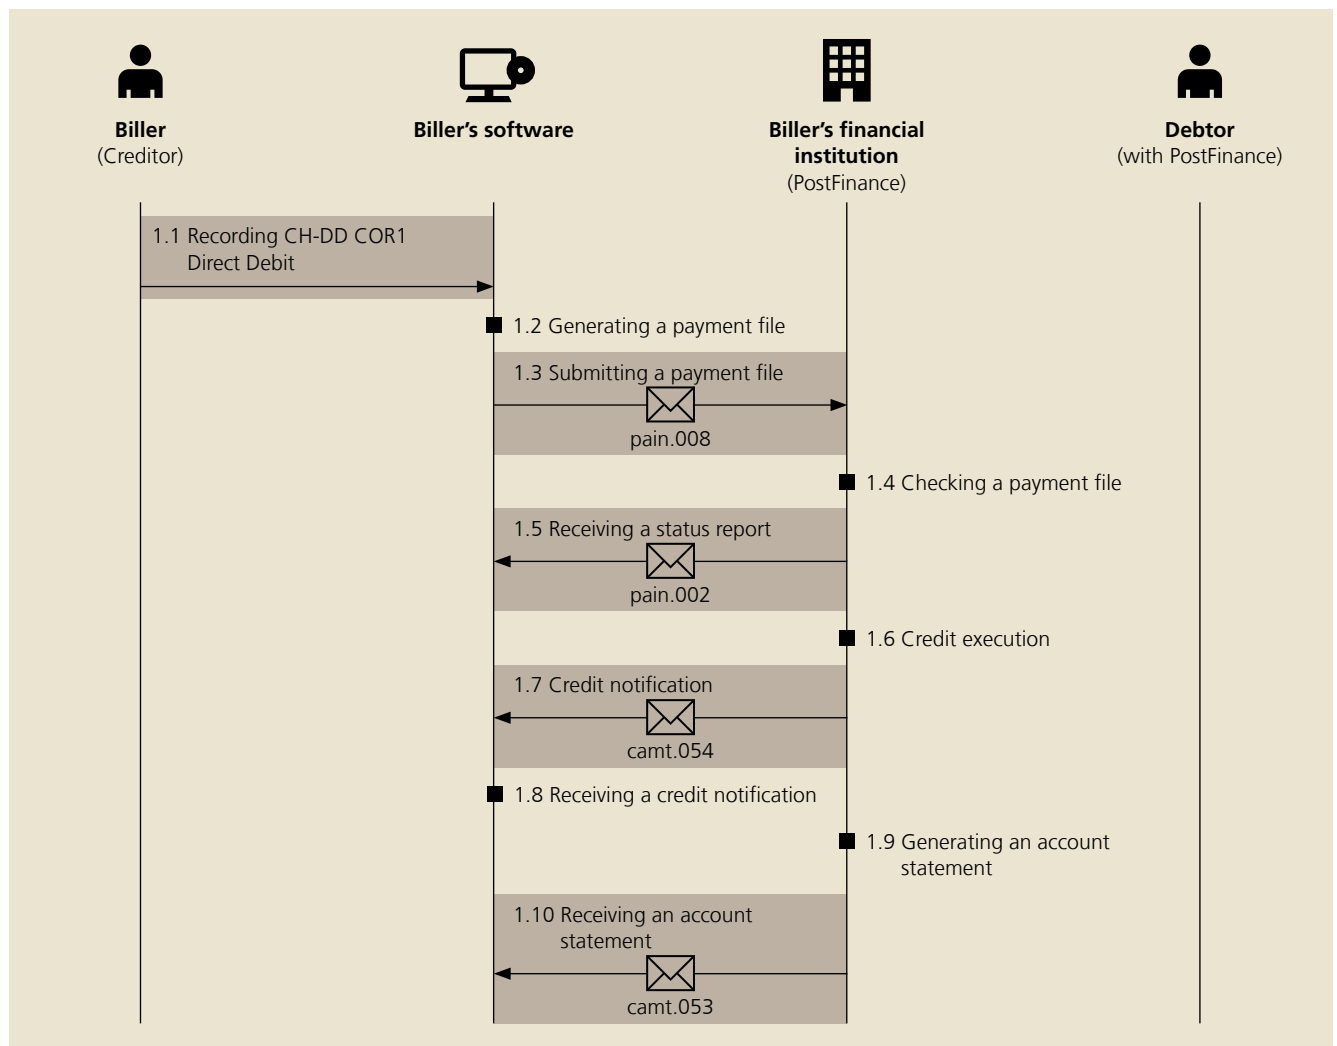 Biller
(Creditor)
Biller’s software
Biller’s financial
institution
(PostFinance)
Debtor
(with PostFinance)
1.1 Recording CH-DD COR1
Direct Debit
1.2 Generating a payment file
1.3 Submitting a payment file
pain.008
1.4 Checking a payment file
1.5 Receiving a status report
pain.002
1.6 Credit execution
1.7 Credit notification
camt.054
1.8 Receiving a credit notification
1.9 Generating an account
statement
1.10 Receiving an account
statement
camt.053